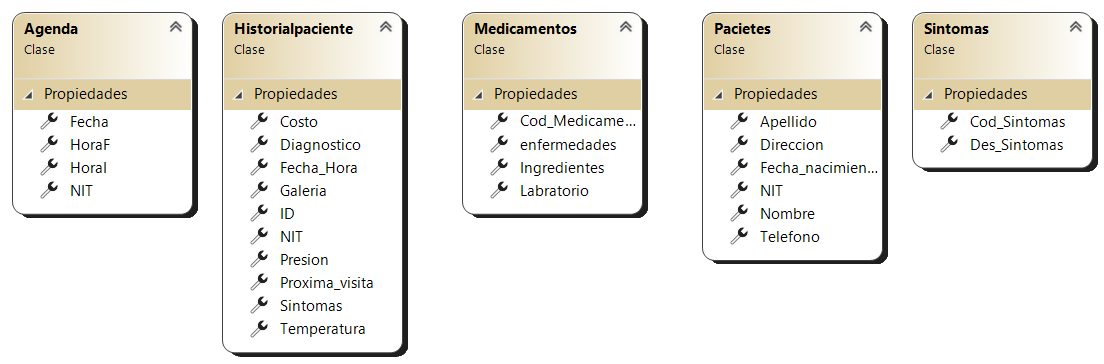 Agenda
Clase
Propiedades
Fecha
HoraF
HoraI
NIT
Historialpaciente
Clase
Propiedades
Costo
Diagnostico
Fecha_Hora
Galeria
ID
NIT
Presion
Proxima_visita
Sintomas
Temperatura
Medicamentos
Clase
Propiedades
Cod_Medicame...
enfermedades
Ingredientes
Labratorio
Pacietes
Clase
Propiedades
Apellido
Direccion
Fecha_nacimien...
NIT
Nombre
Telefono
Sintomas
Clase
Propiedades
Cod_Sintomas
Des_Sintomas